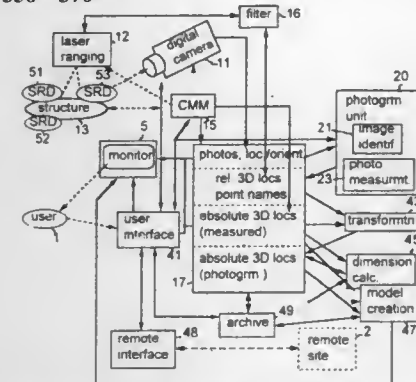 filter
16
laser
ranging
12
digital
camera
11
51
SRD
53
SRD
structure
SRD
52
13
CMM
15
20
photogrm
unit
21
image
identif
23
photo
measurmt
5
monitor
photos, loc/orient
rel. 3D locs
point names
absolute 3D locs
(measured)
absolute 3D locs
(photogrm)
17
user
user
interface
41
transformtn
45
dimension
calc.
model
creation
47
archive
49
remote
interface
48
remote
site
2